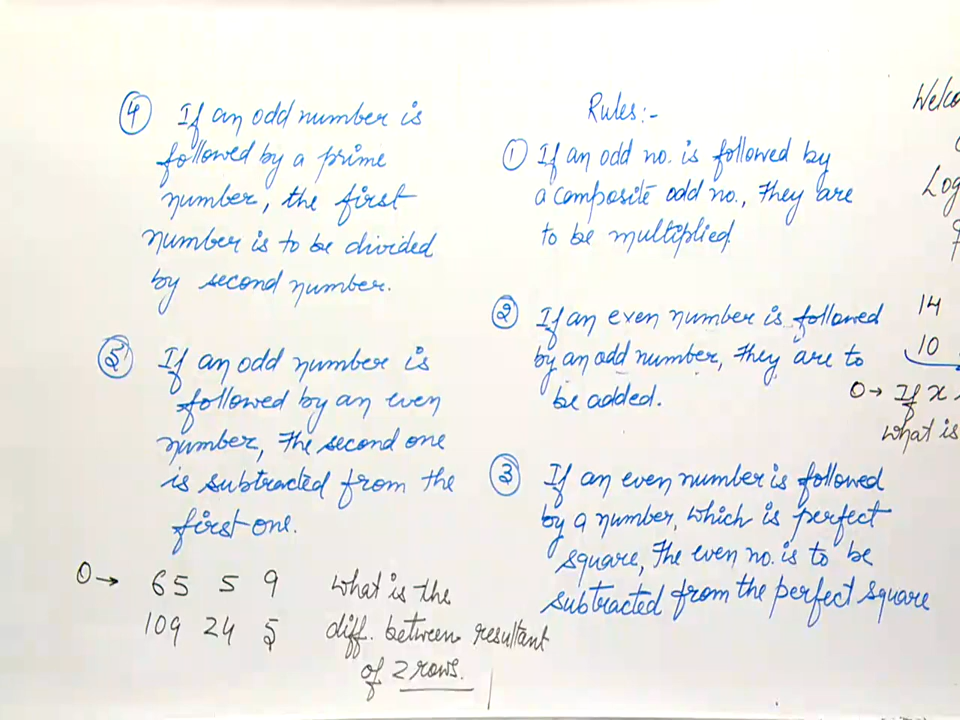 ④ If an odd number is
followed by a prime
number, the first
number is to be divided
by second number.
⑤ If an odd number is
followed by an even
number, the second one
is subtracted from the
first one.
Q→ 65 5 9 What is the
109 24 5 diff. between resultant
of 2 rows.
Rules:-
① If an odd no. is followed by
a composite odd no., they are
to be multiplied.
② If an even number is followed
by an odd number, they are to
be added.
③ If an even number is followed
by a number, which is perfect
square, the even no. is to be
subtracted from the perfect square
14
10
Q→ If x
What is